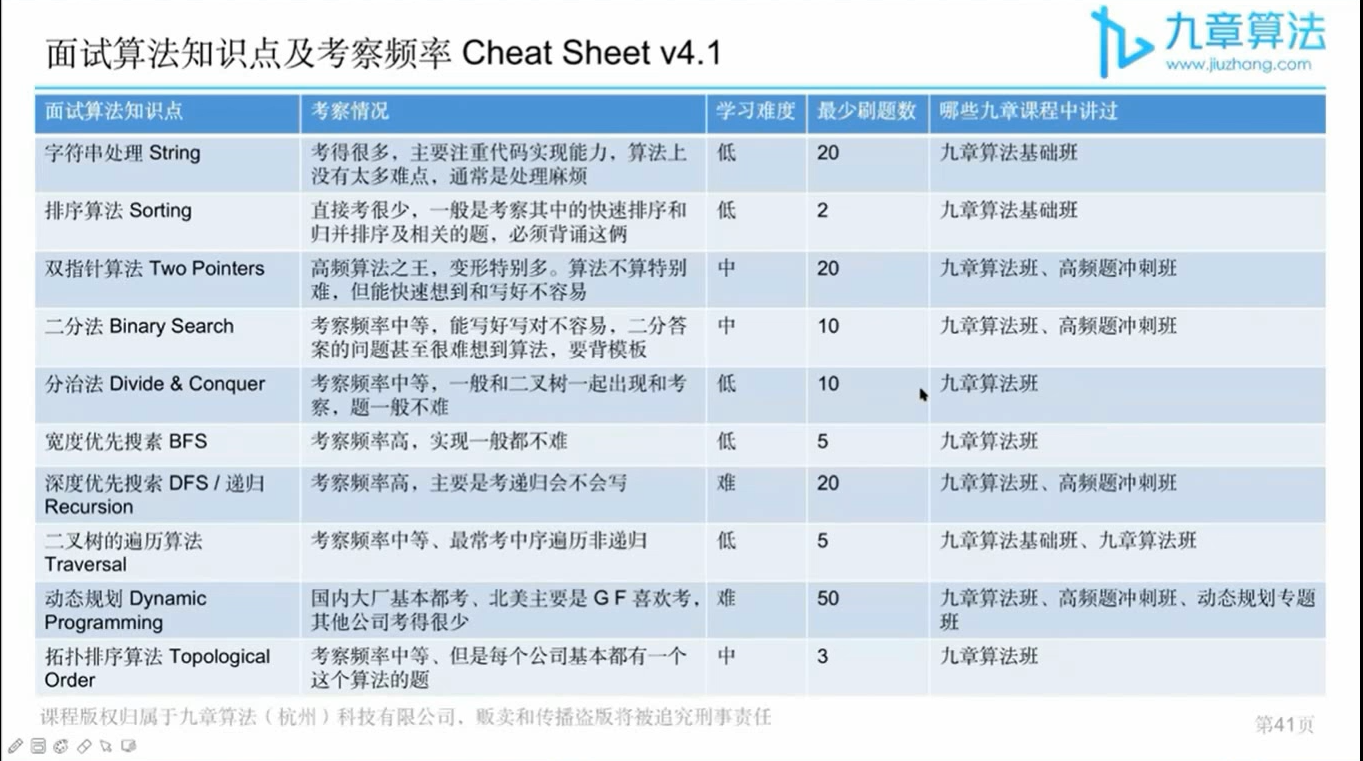 面试算法知识点及考察频率 Cheat Sheet v4.1
九章算法
www.jiuzhang.com
面试算法知识点 考察情况 学习难度 最少刷题数 哪些九章课程中讲过
字符串处理 String 考得很多，主要注重代码实现能力，算法上 低 20 九章算法基础班
没有太多难点，通常是处理麻烦
排序算法 Sorting 直接考很少，一般是考察其中的快速排序和 低 2 九章算法基础班
归并排序及相关的题，必须背诵这俩
双指针算法 Two Pointers 高频算法之王，变形特别多。算法不算特别 中 20 九章算法班、高频题冲刺班
难，但能快速想到和写好不容易
二分法 Binary Search 考察频率中等，能写好写对不容易，二分答 中 10 九章算法班、高频题冲刺班
案的问题甚至很难想到算法，要背模板
分治法 Divide & Conquer 考察频率中等，一般和二叉树一起出现和考 低 10 九章算法班
察，题一般不难
宽度优先搜素 BFS 考察频率高，实现一般都不难 低 5 九章算法班
深度优先搜素 DFS / 递归 考察频率高，主要是考递归会不会写 难 20 九章算法班、高频题冲刺班
Recursion
二叉树的遍历算法 考察频率中等、最常考中序遍历非递归 低 5 九章算法基础班、九章算法班
Traversal
动态规划 Dynamic 国内大厂基本都考、北美主要是 G F 喜欢考， 难 50 九章算法班、高频题冲刺班、动态规划专题
Programming 其他公司考得很少 班
拓扑排序算法 Topological 考察频率中等、但是每个公司基本都有一个 中 3 九章算法班
Order 这个算法的题
课程版权归属于九章算法（杭州）科技有限公司、贩卖和传播盗版将被追究刑事责任
第41页